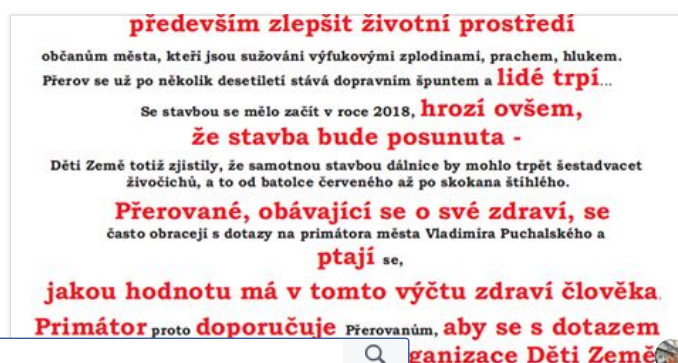 především zlepšit životní prostředí
občanům města, kteří jsou sužováni výfukovými zplodinami, prachem, hlukem.
Přerov se už po několik desetiletí stává dopravním špuntem a lidé trpí...
Se stavbou se mělo začít v roce 2018, hrozí ovšem,
že stavba bude posunuta -
Děti Země totiž zjistily, že samotnou stavbou dálnice by mohlo trpět šestadvacet
živočichů, a to od batolce červeného až po skokana štíhlého.
Přerované, obávající se o své zdraví, se
často obracejí s dotazy na primátora města Vladimíra Puchalského a
ptají se,
jakou hodnotu má v tomto výčtu zdraví člověka.
Primátor proto doporučuje Přerovanům, aby se s dotazem
ganizace Děti Země